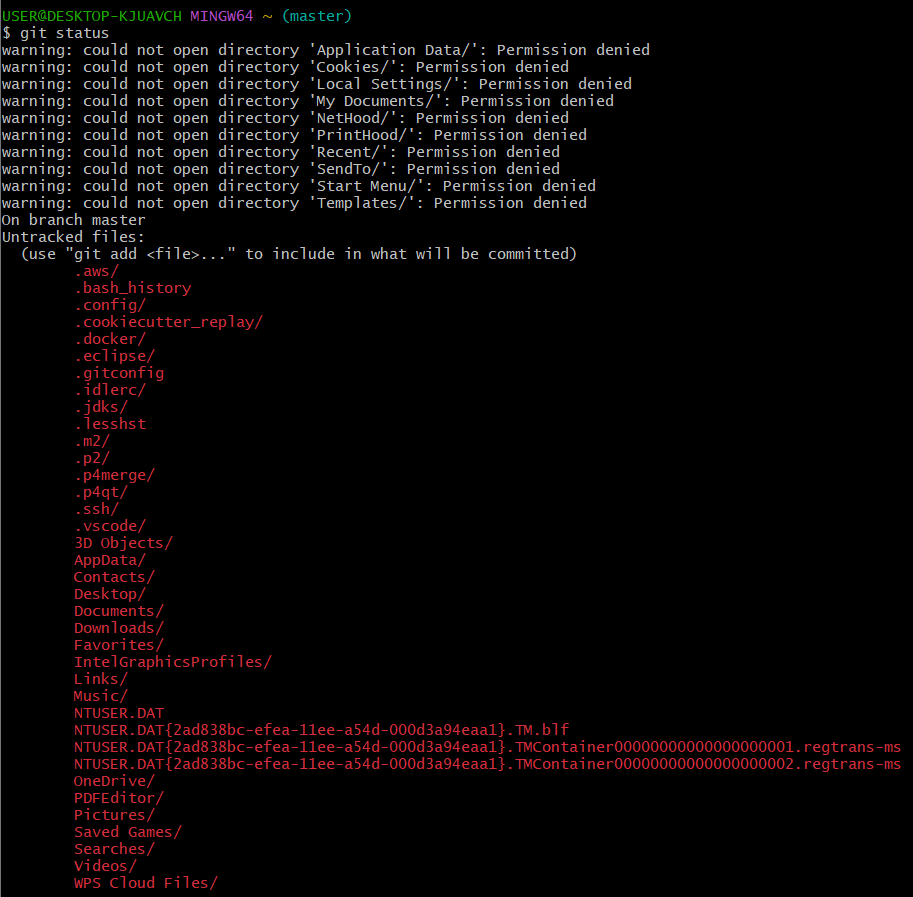 USER@DESKTOP-KJUAVCH MINGW64 ~ (master)
$ git status
warning: could not open directory 'Application Data/': Permission denied
warning: could not open directory 'Cookies/': Permission denied
warning: could not open directory 'Local Settings/': Permission denied
warning: could not open directory 'My Documents/': Permission denied
warning: could not open directory 'NetHood/': Permission denied
warning: could not open directory 'PrintHood/': Permission denied
warning: could not open directory 'Recent/': Permission denied
warning: could not open directory 'SendTo/': Permission denied
warning: could not open directory 'Start Menu/': Permission denied
warning: could not open directory 'Templates/': Permission denied
On branch master
Untracked files:
  (use "git add <file>..." to include in what will be committed)
        .aws/
        .bash_history
        .config/
        .cookiecutter_replay/
        .docker/
        .eclipse/
        .gitconfig
        .idlerc/
        .jdks/
        .lesshst
        .m2/
        .p2/
        .p4merge/
        .p4qt/
        .ssh/
        .vscode/
        3D Objects/
        AppData/
        Contacts/
        Desktop/
        Documents/
        Downloads/
        Favorites/
        IntelGraphicsProfiles/
        Links/
        Music/
        NTUSER.DAT
        NTUSER.DAT{2ad838bc-efea-11ee-a54d-000d3a94eaa1}.TM.blf
        NTUSER.DAT{2ad838bc-efea-11ee-a54d-000d3a94eaa1}.TMContainer00000000000000000001.regtrans-ms
        NTUSER.DAT{2ad838bc-efea-11ee-a54d-000d3a94eaa1}.TMContainer00000000000000000002.regtrans-ms
        OneDrive/
        PDFEditor/
        Pictures/
        Saved Games/
        Searches/
        Videos/
        WPS Cloud Files/